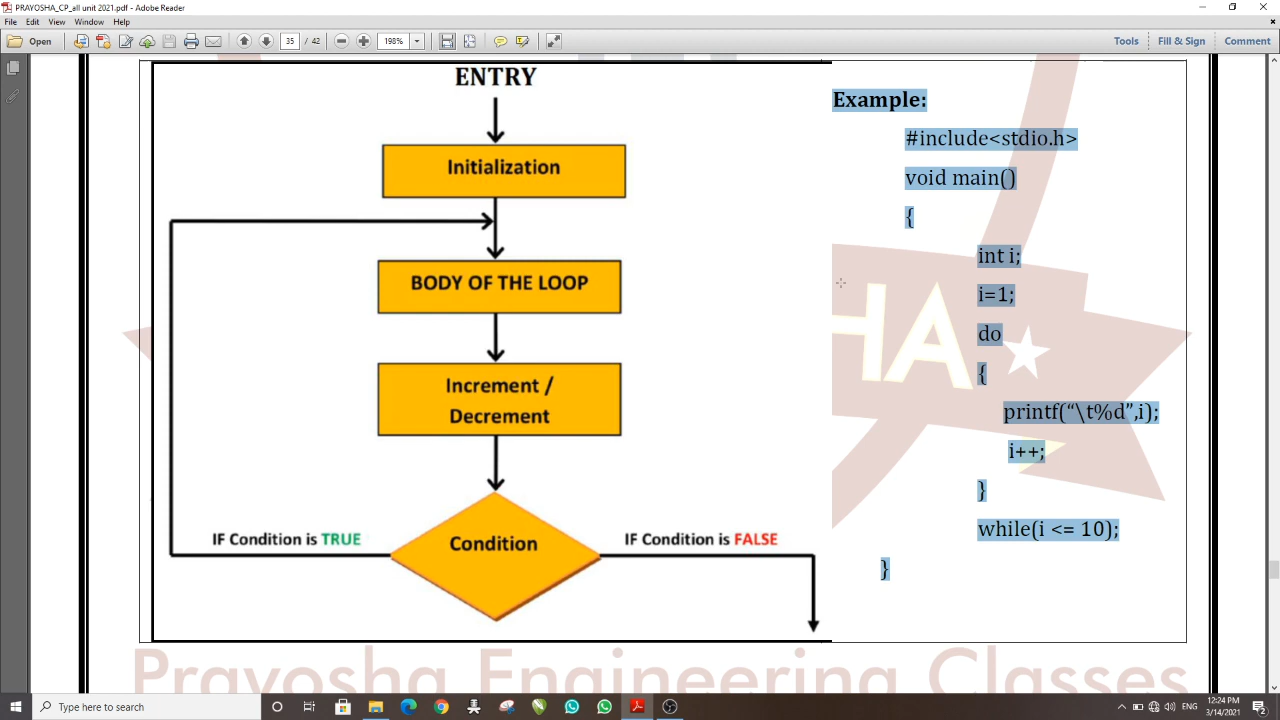 PRAYOSHA_CP_all unit 2021.pdf - Adobe Reader
File Edit View Window Help
Open 35 / 42 198% Tools Fill & Sign Comment
ENTRY
Initialization
BODY OF THE LOOP
Increment /
Decrement
Condition
IF Condition is TRUE
IF Condition is FALSE
Example:
#include<stdio.h>
void main()
{
int i;
i=1;
do
{
printf(“\t%d”,i);
i++;
}
while(i <= 10);
}
HA
Prayosha Engineering Classes
Type here to search
ENG
12:24 PM
3/14/2021
2